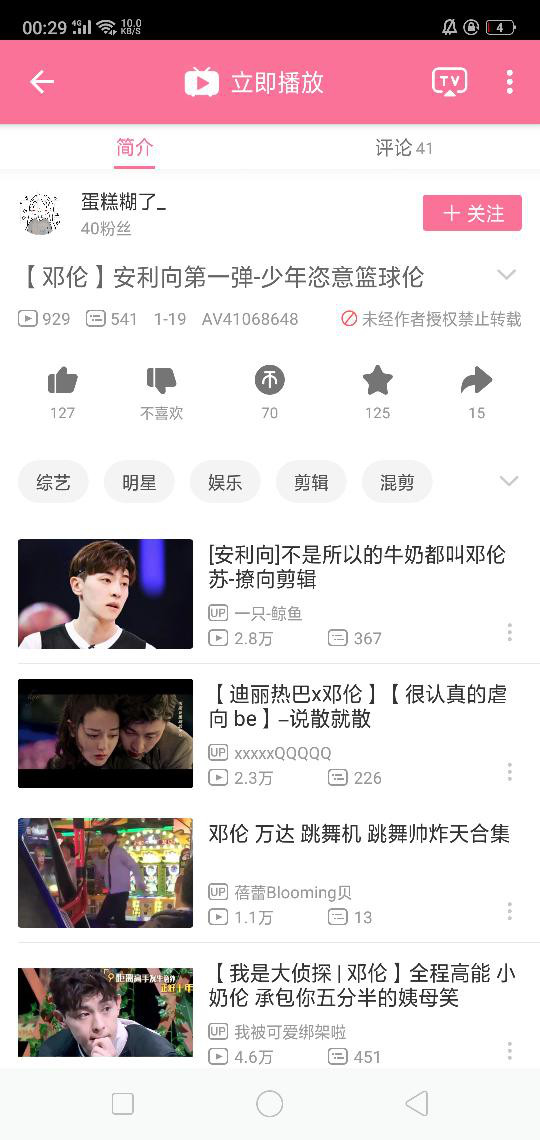 00:29 4G 10.0 KB/S 4
立即播放 TV
简介 评论 41
蛋糕糊了_
40粉丝
＋ 关注
【 邓伦 】安利向第一弹-少年恣意篮球伦
929 541 1-19 AV41068648 未经作者授权禁止转载
127 不喜欢 70 125 15
综艺 明星 娱乐 剪辑 混剪
[安利向]不是所以的牛奶都叫邓伦
苏-撩向剪辑
UP 一只-鲸鱼
2.8万 367
【 迪丽热巴x邓伦 】【 很认真的虐
向 be 】–说散就散
UP xxxxxQQQQQ
2.3万 226
邓伦 万达 跳舞机 跳舞帅炸天合集
UP 蓓蕾Blooming贝
1.1万 13
【 我是大侦探 | 邓伦 】全程高能 小
奶伦 承包你五分半的姨母笑
UP 我被可爱绑架啦
4.6万 451